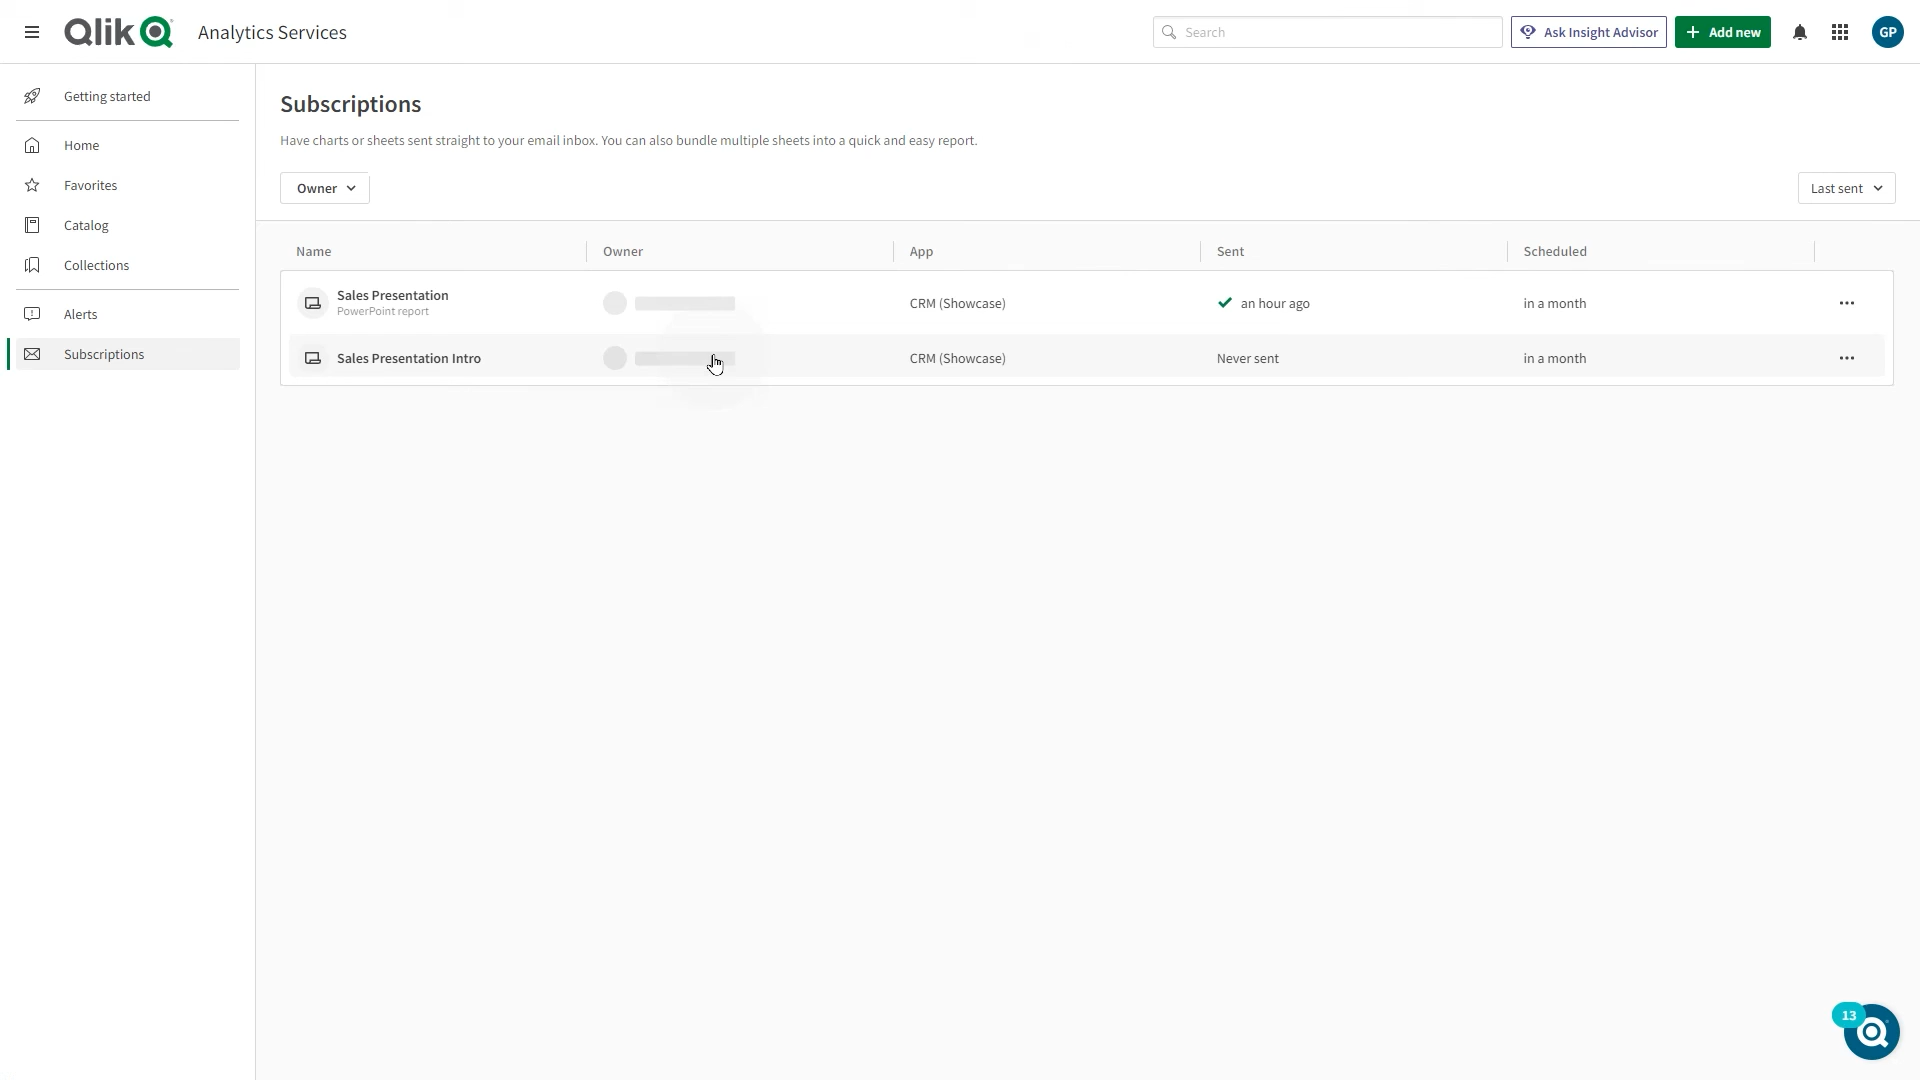 Qlik Analytics Services
Search
Ask Insight Advisor
Add new
GP
Getting started
Home
Favorites
Catalog
Collections
Alerts
Subscriptions
Subscriptions
Have charts or sheets sent straight to your email inbox. You can also bundle multiple sheets into a quick and easy report.
Owner
Last sent
Name Owner App Sent Scheduled
Sales Presentation
PowerPoint report
CRM (Showcase) an hour ago in a month
Sales Presentation Intro CRM (Showcase) Never sent in a month
13